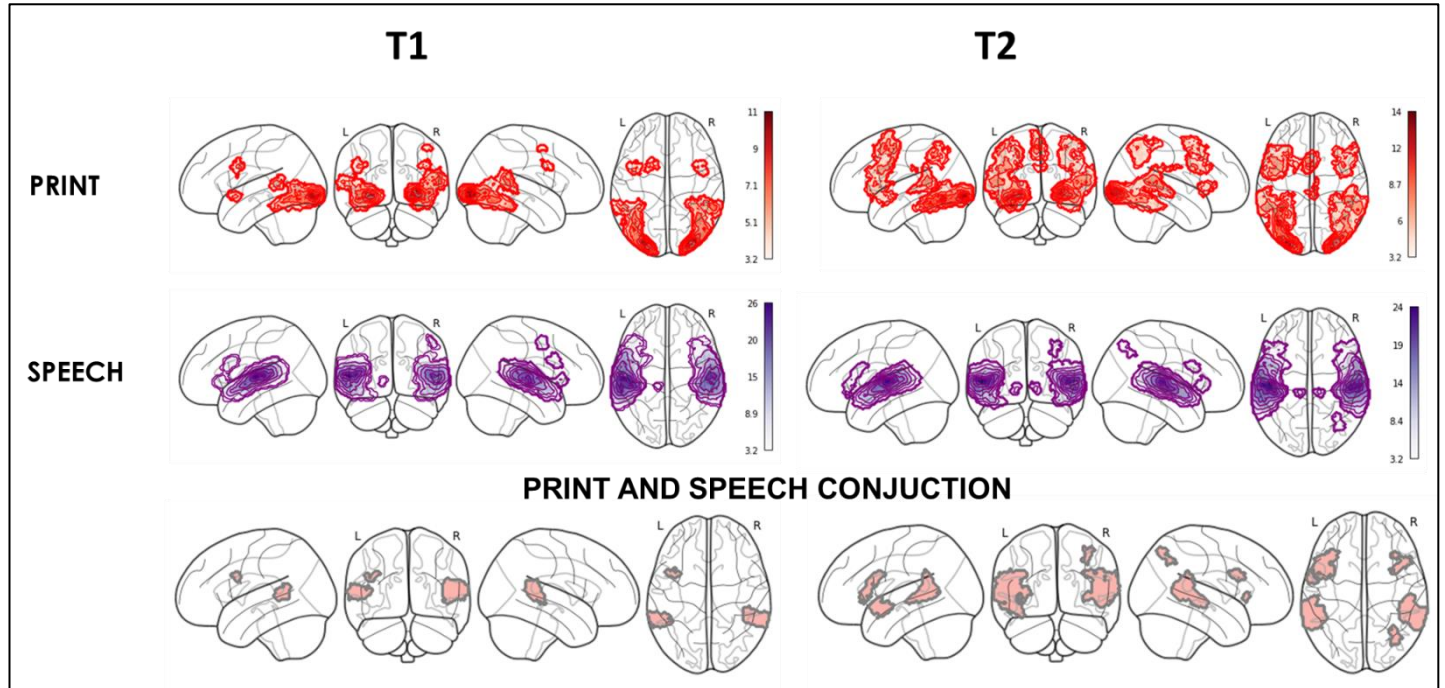 T1 T2
PRINT
L R L R
11
9
7.1
5.1
3.2
L R L R
14
12
8.7
6
3.2
SPEECH
L R L R
26
20
15
8.9
3.2
L R L R
24
19
14
8.4
3.2
PRINT AND SPEECH CONJUCTION
L R L R
L R L R